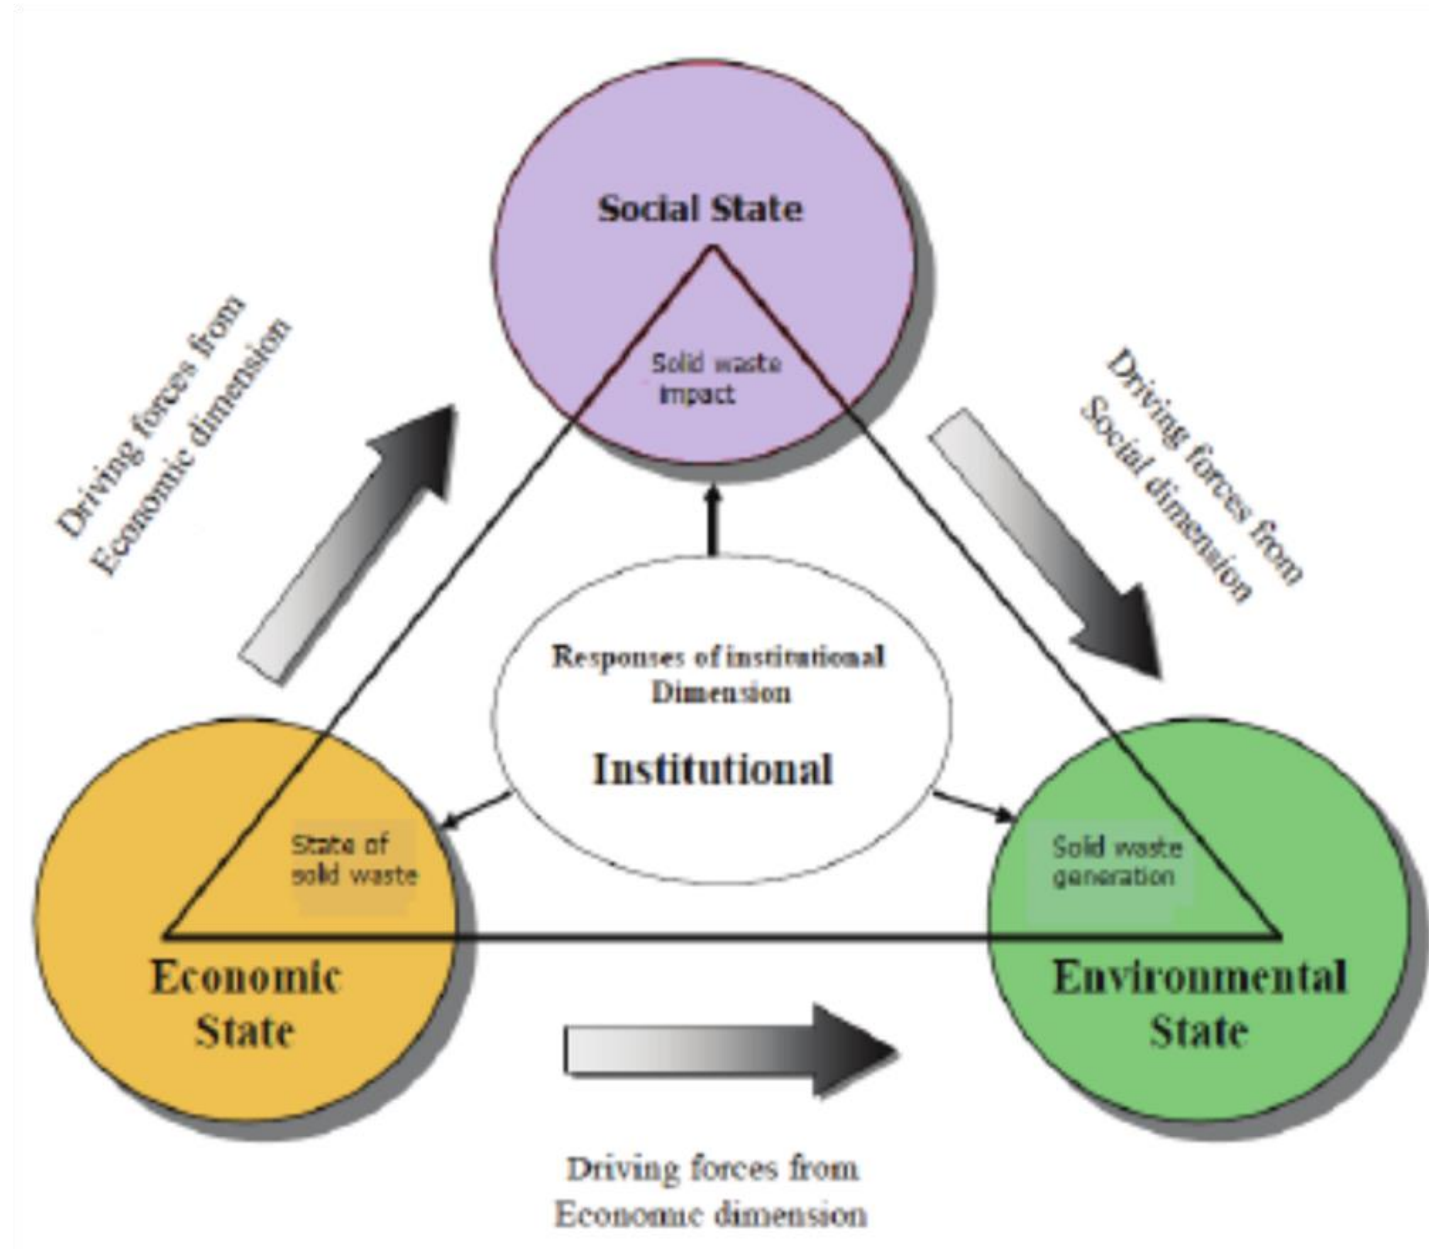 Social State
Solid waste
impact
Driving forces from
Economic dimension
Driving forces from
Social dimension
Responses of institutional
Dimension
Institutional
State of
solid waste
Economic
State
Solid waste
generation
Environmental
State
Driving forces from
Economic dimension